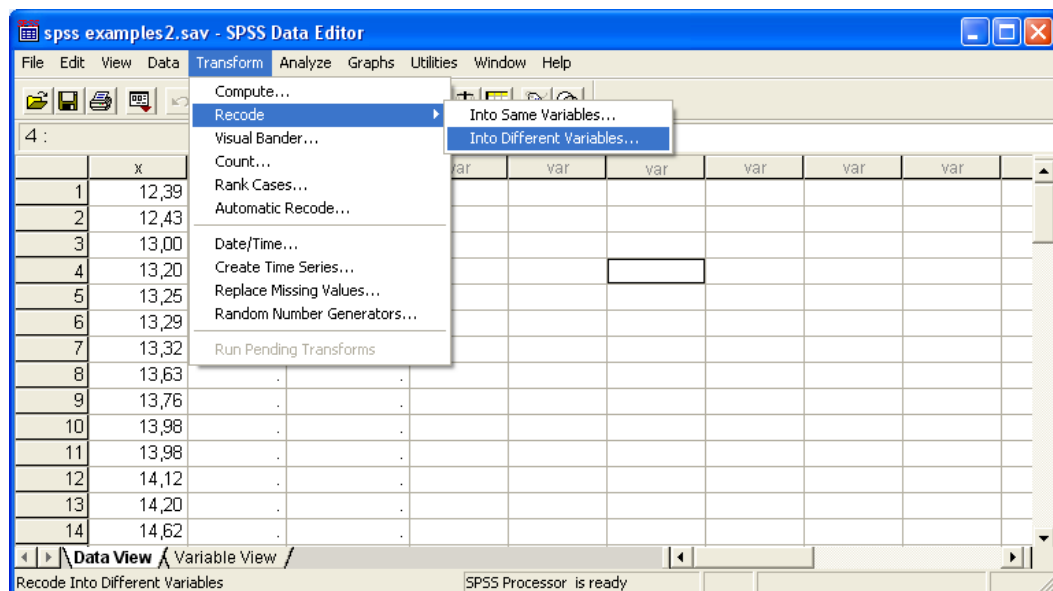 spss examples2.sav - SPSS Data Editor
File Edit View Data Transform Analyze Graphs Utilities Window Help
Compute...
Recode
Into Same Variables...
4 :
Visual Bander...
Into Different Variables...
Count...
x var var var var var var
1 12,39
Rank Cases...
2 12,43
Automatic Recode...
3 13,00
Date/Time...
4 13,20
Create Time Series...
5 13,25
Replace Missing Values...
6 13,29
Random Number Generators...
7 13,32
Run Pending Transforms
8 13,63 . .
9 13,76 . .
10 13,98 . .
11 13,98 . .
12 14,12 . .
13 14,20 . .
14 14,62 . .
Data View Variable View
Recode Into Different Variables SPSS Processor is ready